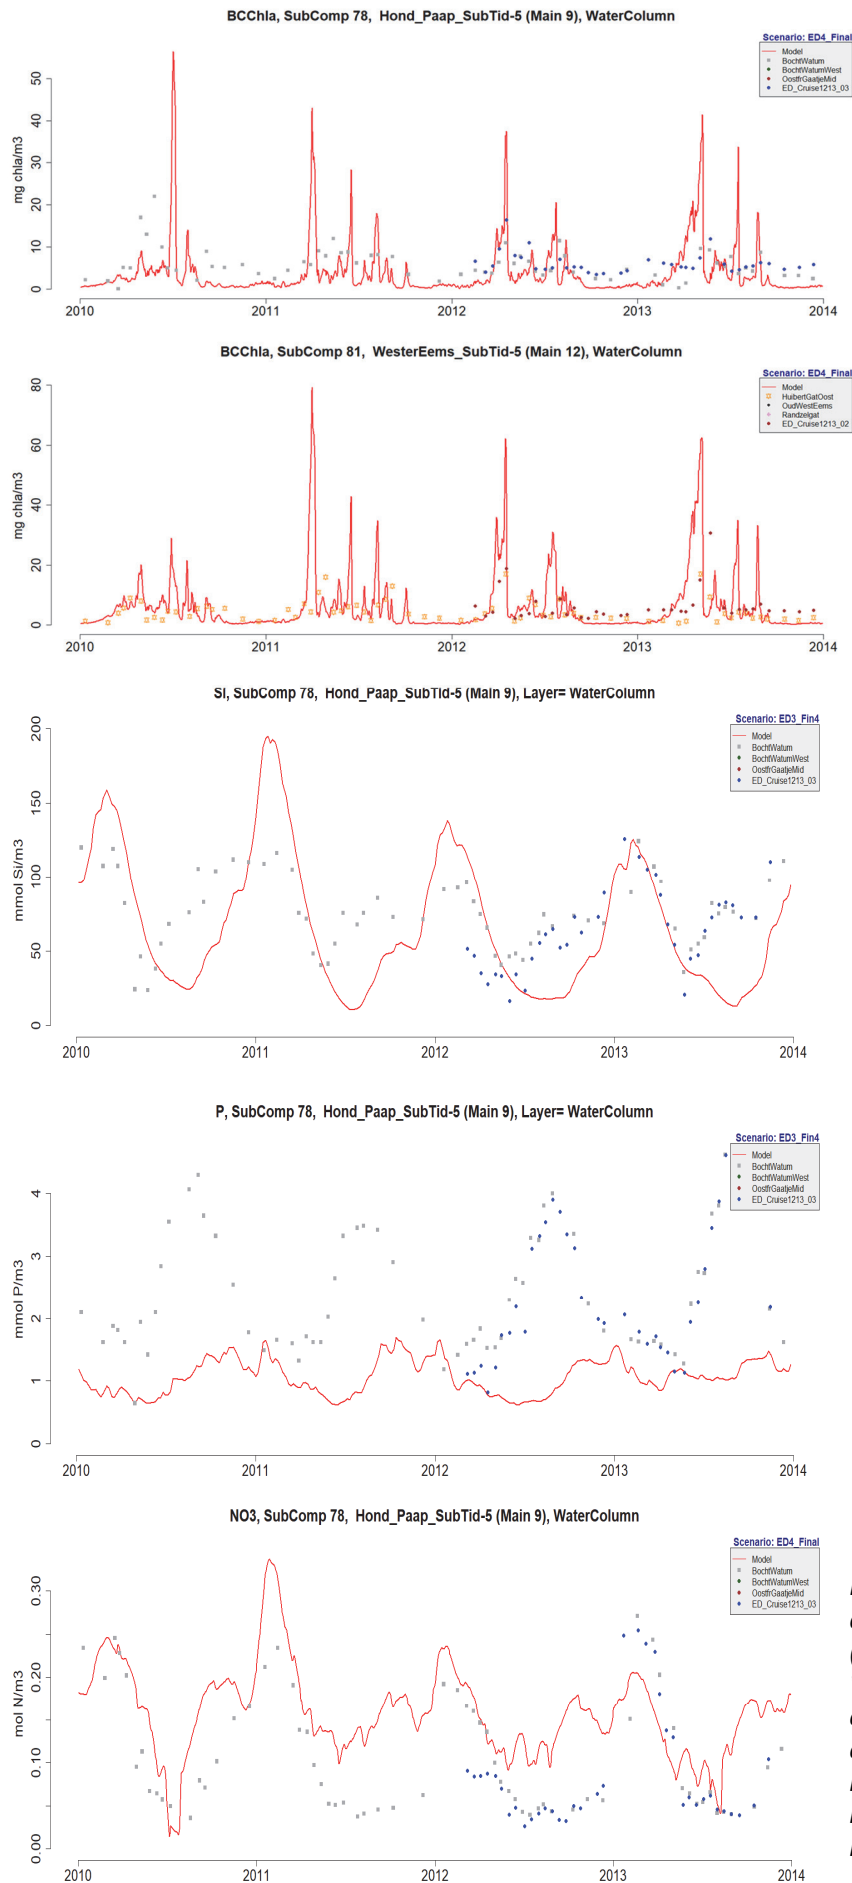 BCChla, SubComp 78, Hond_Paap_SubTid-5 (Main 9), WaterColumn
Scenario: ED4_Final
Model
BochtWatum
BochtWatumWest
OostfrGaatjeMid
ED_Cruise1213_03
mg chla/m3
50
40
30
20
10
0
2010 2011 2012 2013 2014
BCChla, SubComp 81, WesterEems_SubTid-5 (Main 12), WaterColumn
Scenario: ED4_Final
Model
HuibertGatOost
OudWestEems
Randzelgat
ED_Cruise1213_02
mg chla/m3
80
60
40
20
0
2010 2011 2012 2013 2014
SI, SubComp 78, Hond_Paap_SubTid-5 (Main 9), Layer= WaterColumn
Scenario: ED3_Fin4
Model
BochtWatum
BochtWatumWest
OostfrGaatjeMid
ED_Cruise1213_03
mmol Si/m3
200
150
100
50
0
2010 2011 2012 2013 2014
P, SubComp 78, Hond_Paap_SubTid-5 (Main 9), Layer= WaterColumn
Scenario: ED3_Fin4
Model
BochtWatum
BochtWatumWest
OostfrGaatjeMid
ED_Cruise1213_03
mmol P/m3
4
3
2
1
0
2010 2011 2012 2013 2014
NO3, SubComp 78, Hond_Paap_SubTid-5 (Main 9), WaterColumn
Scenario: ED4_Final
Model
BochtWatum
BochtWatumWest
OostfrGaatjeMid
ED_Cruise1213_03
mol N/m3
0.30
0.20
0.10
0.00
2010 2011 2012 2013 2014